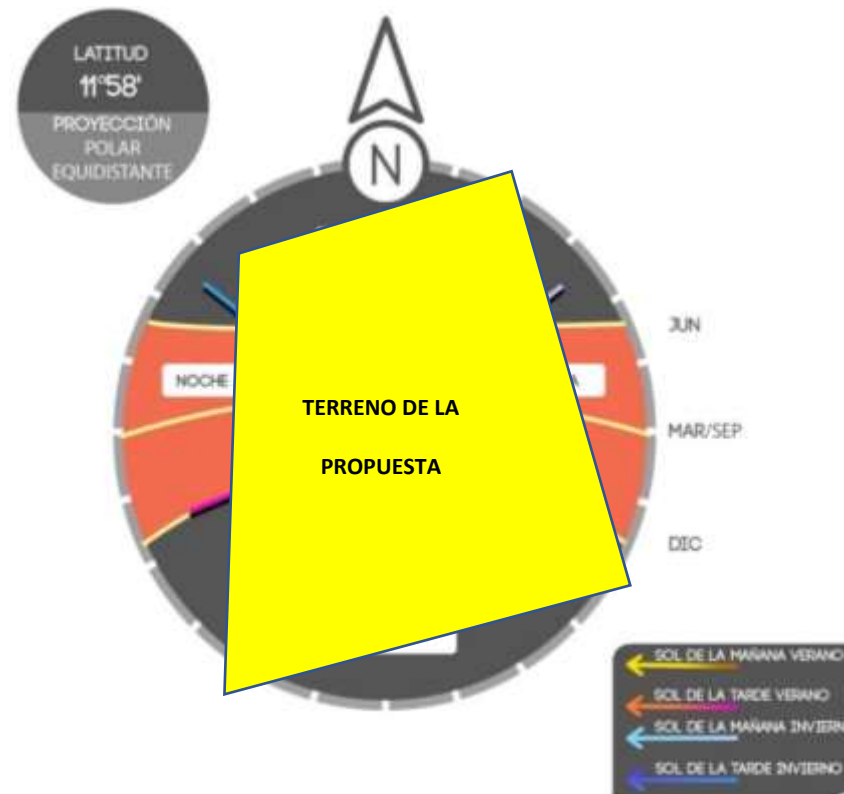 LATITUD
11°58'
PROYECCIÓN
POLAR
EQUIDISTANTE
N
JUN
NOCHE
A
TERRENO DE LA
PROPUESTA
MAR/SEP
DIC
SOL DE LA MAÑANA VERANO
SOL DE LA TARDE VERANO
SOL DE LA MAÑANA INVIERN
SOL DE LA TARDE INVIERNO